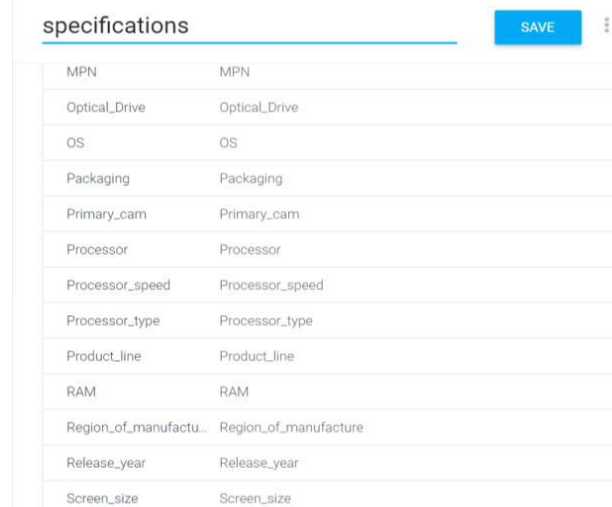 specifications
SAVE
MPN MPN
Optical_Drive Optical_Drive
OS OS
Packaging Packaging
Primary_cam Primary_cam
Processor Processor
Processor_speed Processor_speed
Processor_type Processor_type
Product_line Product_line
RAM RAM
Region_of_manufactu... Region_of_manufacture
Release_year Release_year
Screen_size Screen_size